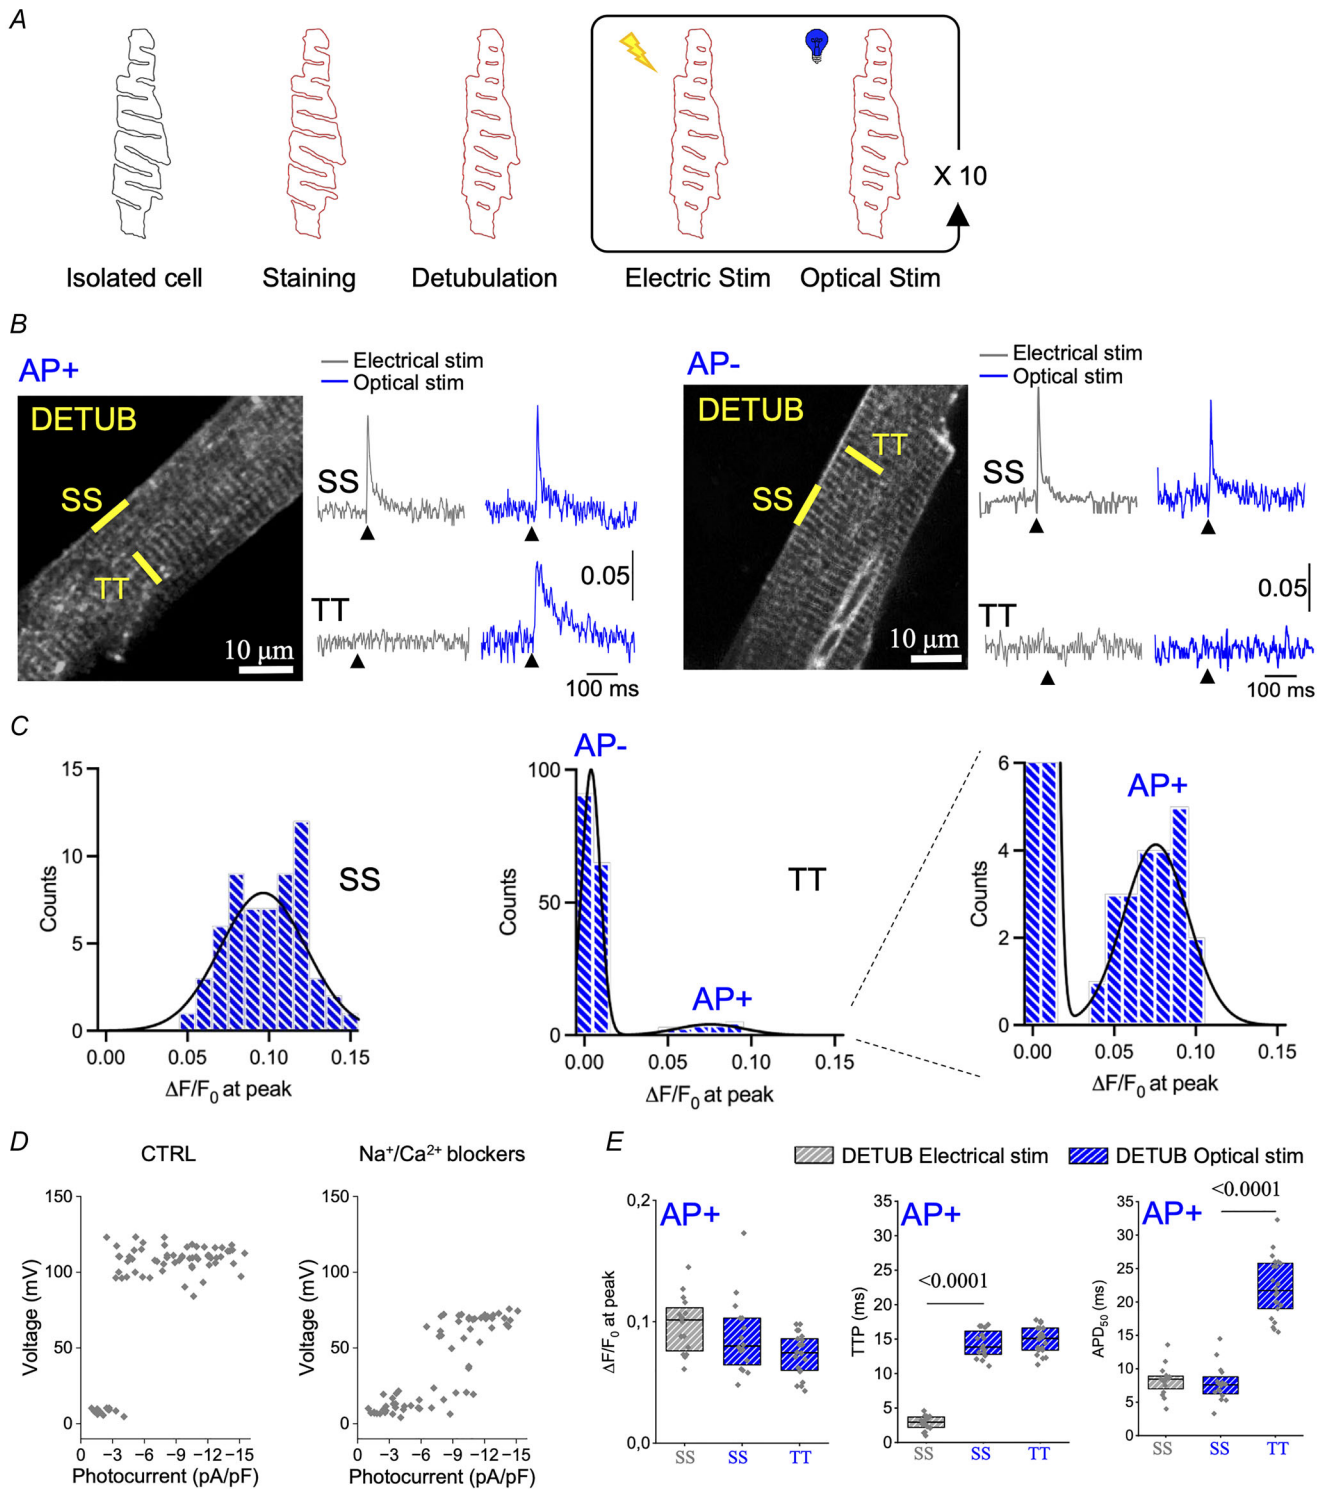 A
X 10
Isolated cell
Staining
Detubulation
Electric Stim
Optical Stim
B
AP+
Electrical stim
Optical stim
DETUB
SS
TT
10 µm
SS
TT
0.05
100 ms
AP-
Electrical stim
Optical stim
DETUB
TT
SS
10 µm
SS
TT
0.05
100 ms
C
15
10
5
0
Counts
SS
0.00 0.05 0.10 0.15
ΔF/F0 at peak
AP-
100
50
0
Counts
TT
AP+
0.00 0.05 0.10 0.15
ΔF/F0 at peak
6
4
2
0
Counts
AP+
0.00 0.05 0.10 0.15
ΔF/F0 at peak
D
CTRL
150
100
50
0
Voltage (mV)
−3 −6 −9 −12 −15
Photocurrent (pA/pF)
Na+/Ca2+ blockers
150
100
50
0
Voltage (mV)
−3 −6 −9 −12 −15
Photocurrent (pA/pF)
E
DETUB Electrical stim
DETUB Optical stim
0,2
0,1
0,0
ΔF/F0 at peak
AP+
SS SS TT
35
30
25
20
15
10
5
0
TTP (ms)
AP+
<0.0001
SS SS TT
35
30
25
20
15
10
5
0
APD50 (ms)
AP+
<0.0001
SS SS TT